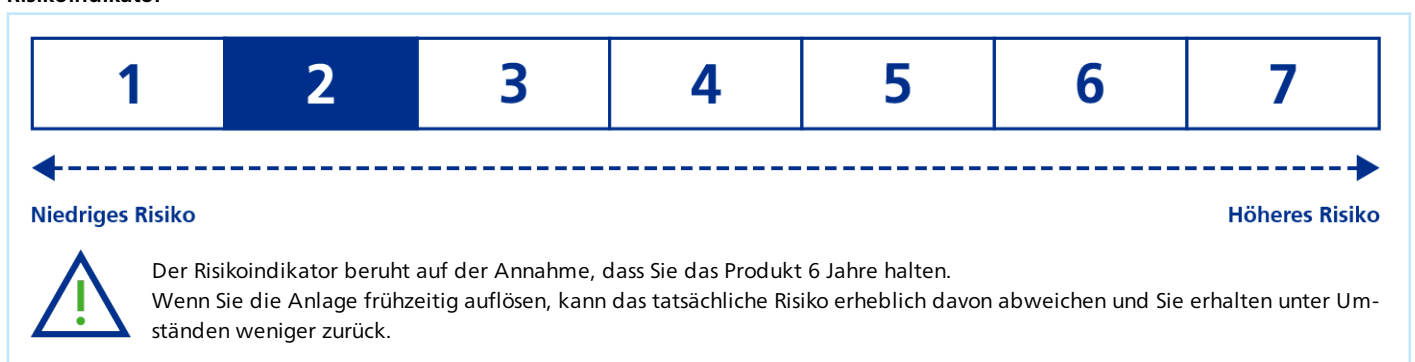 Risikoindikator
1 2 3 4 5 6 7
Niedriges Risiko Höheres Risiko
Der Risikoindikator beruht auf der Annahme, dass Sie das Produkt 6 Jahre halten.
Wenn Sie die Anlage frühzeitig auflösen, kann das tatsächliche Risiko erheblich davon abweichen und Sie erhalten unter Um-
ständen weniger zurück.